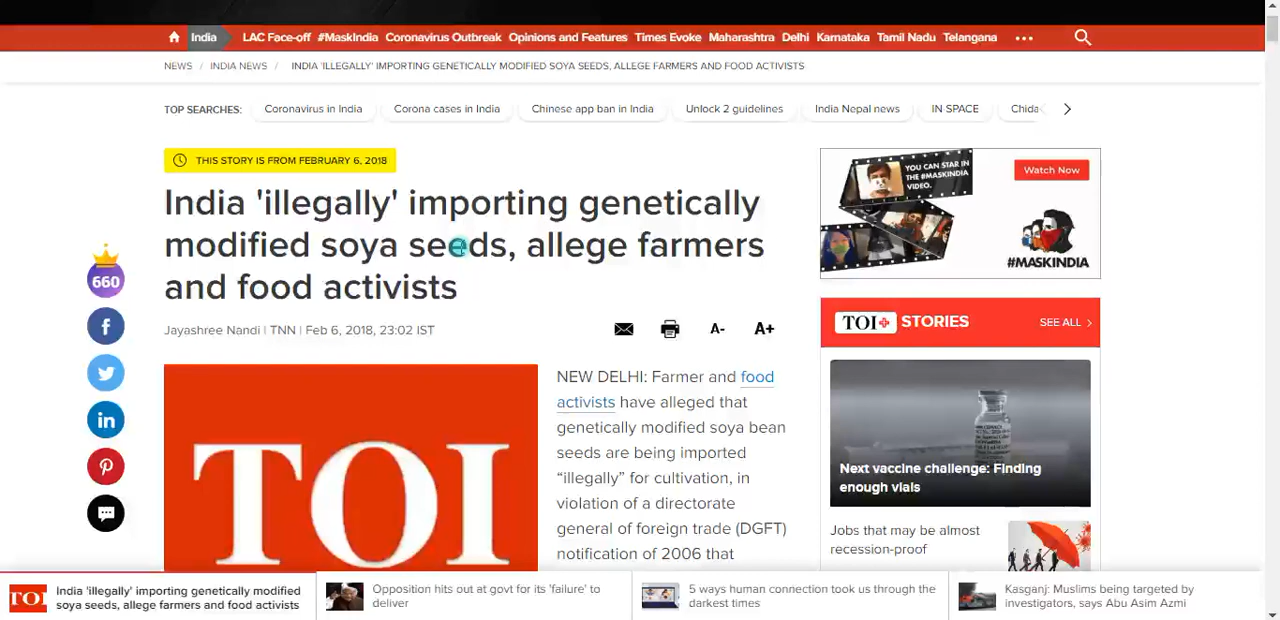 India
LAC Face-off #MaskIndia Coronavirus Outbreak Opinions and Features Times Evoke Maharashtra Delhi Karnataka Tamil Nadu Telangana
NEWS / INDIA NEWS / INDIA 'ILLEGALLY' IMPORTING GENETICALLY MODIFIED SOYA SEEDS, ALLEGE FARMERS AND FOOD ACTIVISTS
TOP SEARCHES: Coronavirus in India Corona cases in India Chinese app ban in India Unlock 2 guidelines India Nepal news IN SPACE Chida
THIS STORY IS FROM FEBRUARY 6, 2018
India 'illegally' importing genetically
modified soya seeds, allege farmers
and food activists
660
Jayashree Nandi | TNN | Feb 6, 2018, 23:02 IST
A- A+
TOI
NEW DELHI: Farmer and food
activists have alleged that
genetically modified soya bean
seeds are being imported
“illegally” for cultivation, in
violation of a directorate
general of foreign trade (DGFT)
notification of 2006 that
YOU CAN STAR IN
THE #MASKINDIA
VIDEO.
Watch Now
#MASKINDIA
TOI+ STORIES
SEE ALL
Next vaccine challenge: Finding
enough vials
Jobs that may be almost
recession-proof
TOI
India 'illegally' importing genetically modified
soya seeds, allege farmers and food activists
Opposition hits out at govt for its 'failure' to
deliver
5 ways human connection took us through the
darkest times
Kasganj: Muslims being targeted by
investigators, says Abu Asim Azmi